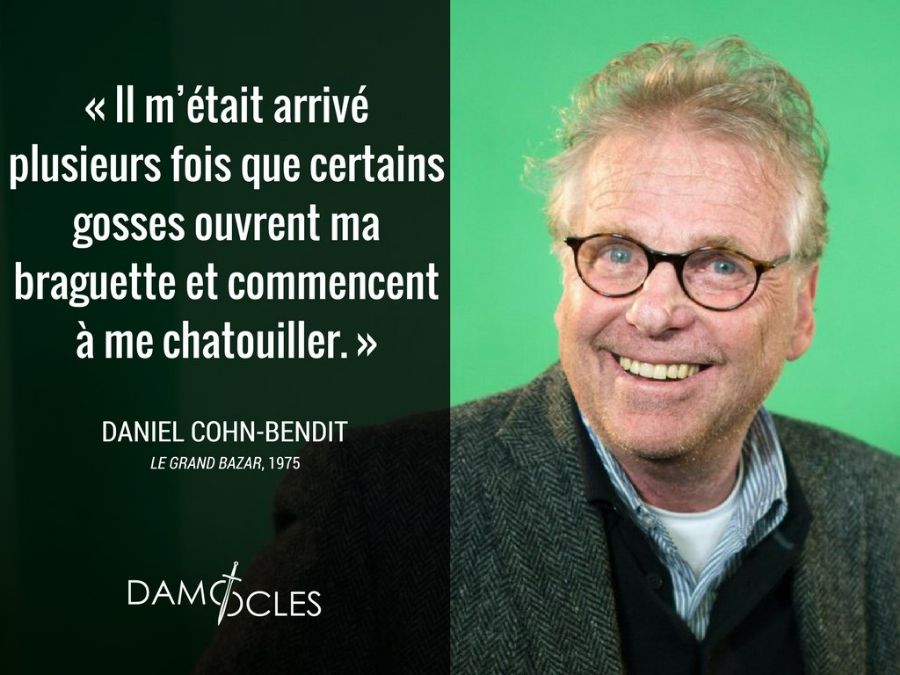 « Il m’était arrivé
plusieurs fois que certains
gosses ouvrent ma
braguette et commencent
à me chatouiller. »
DANIEL COHN-BENDIT
LE GRAND BAZAR, 1975
DAMOCLES